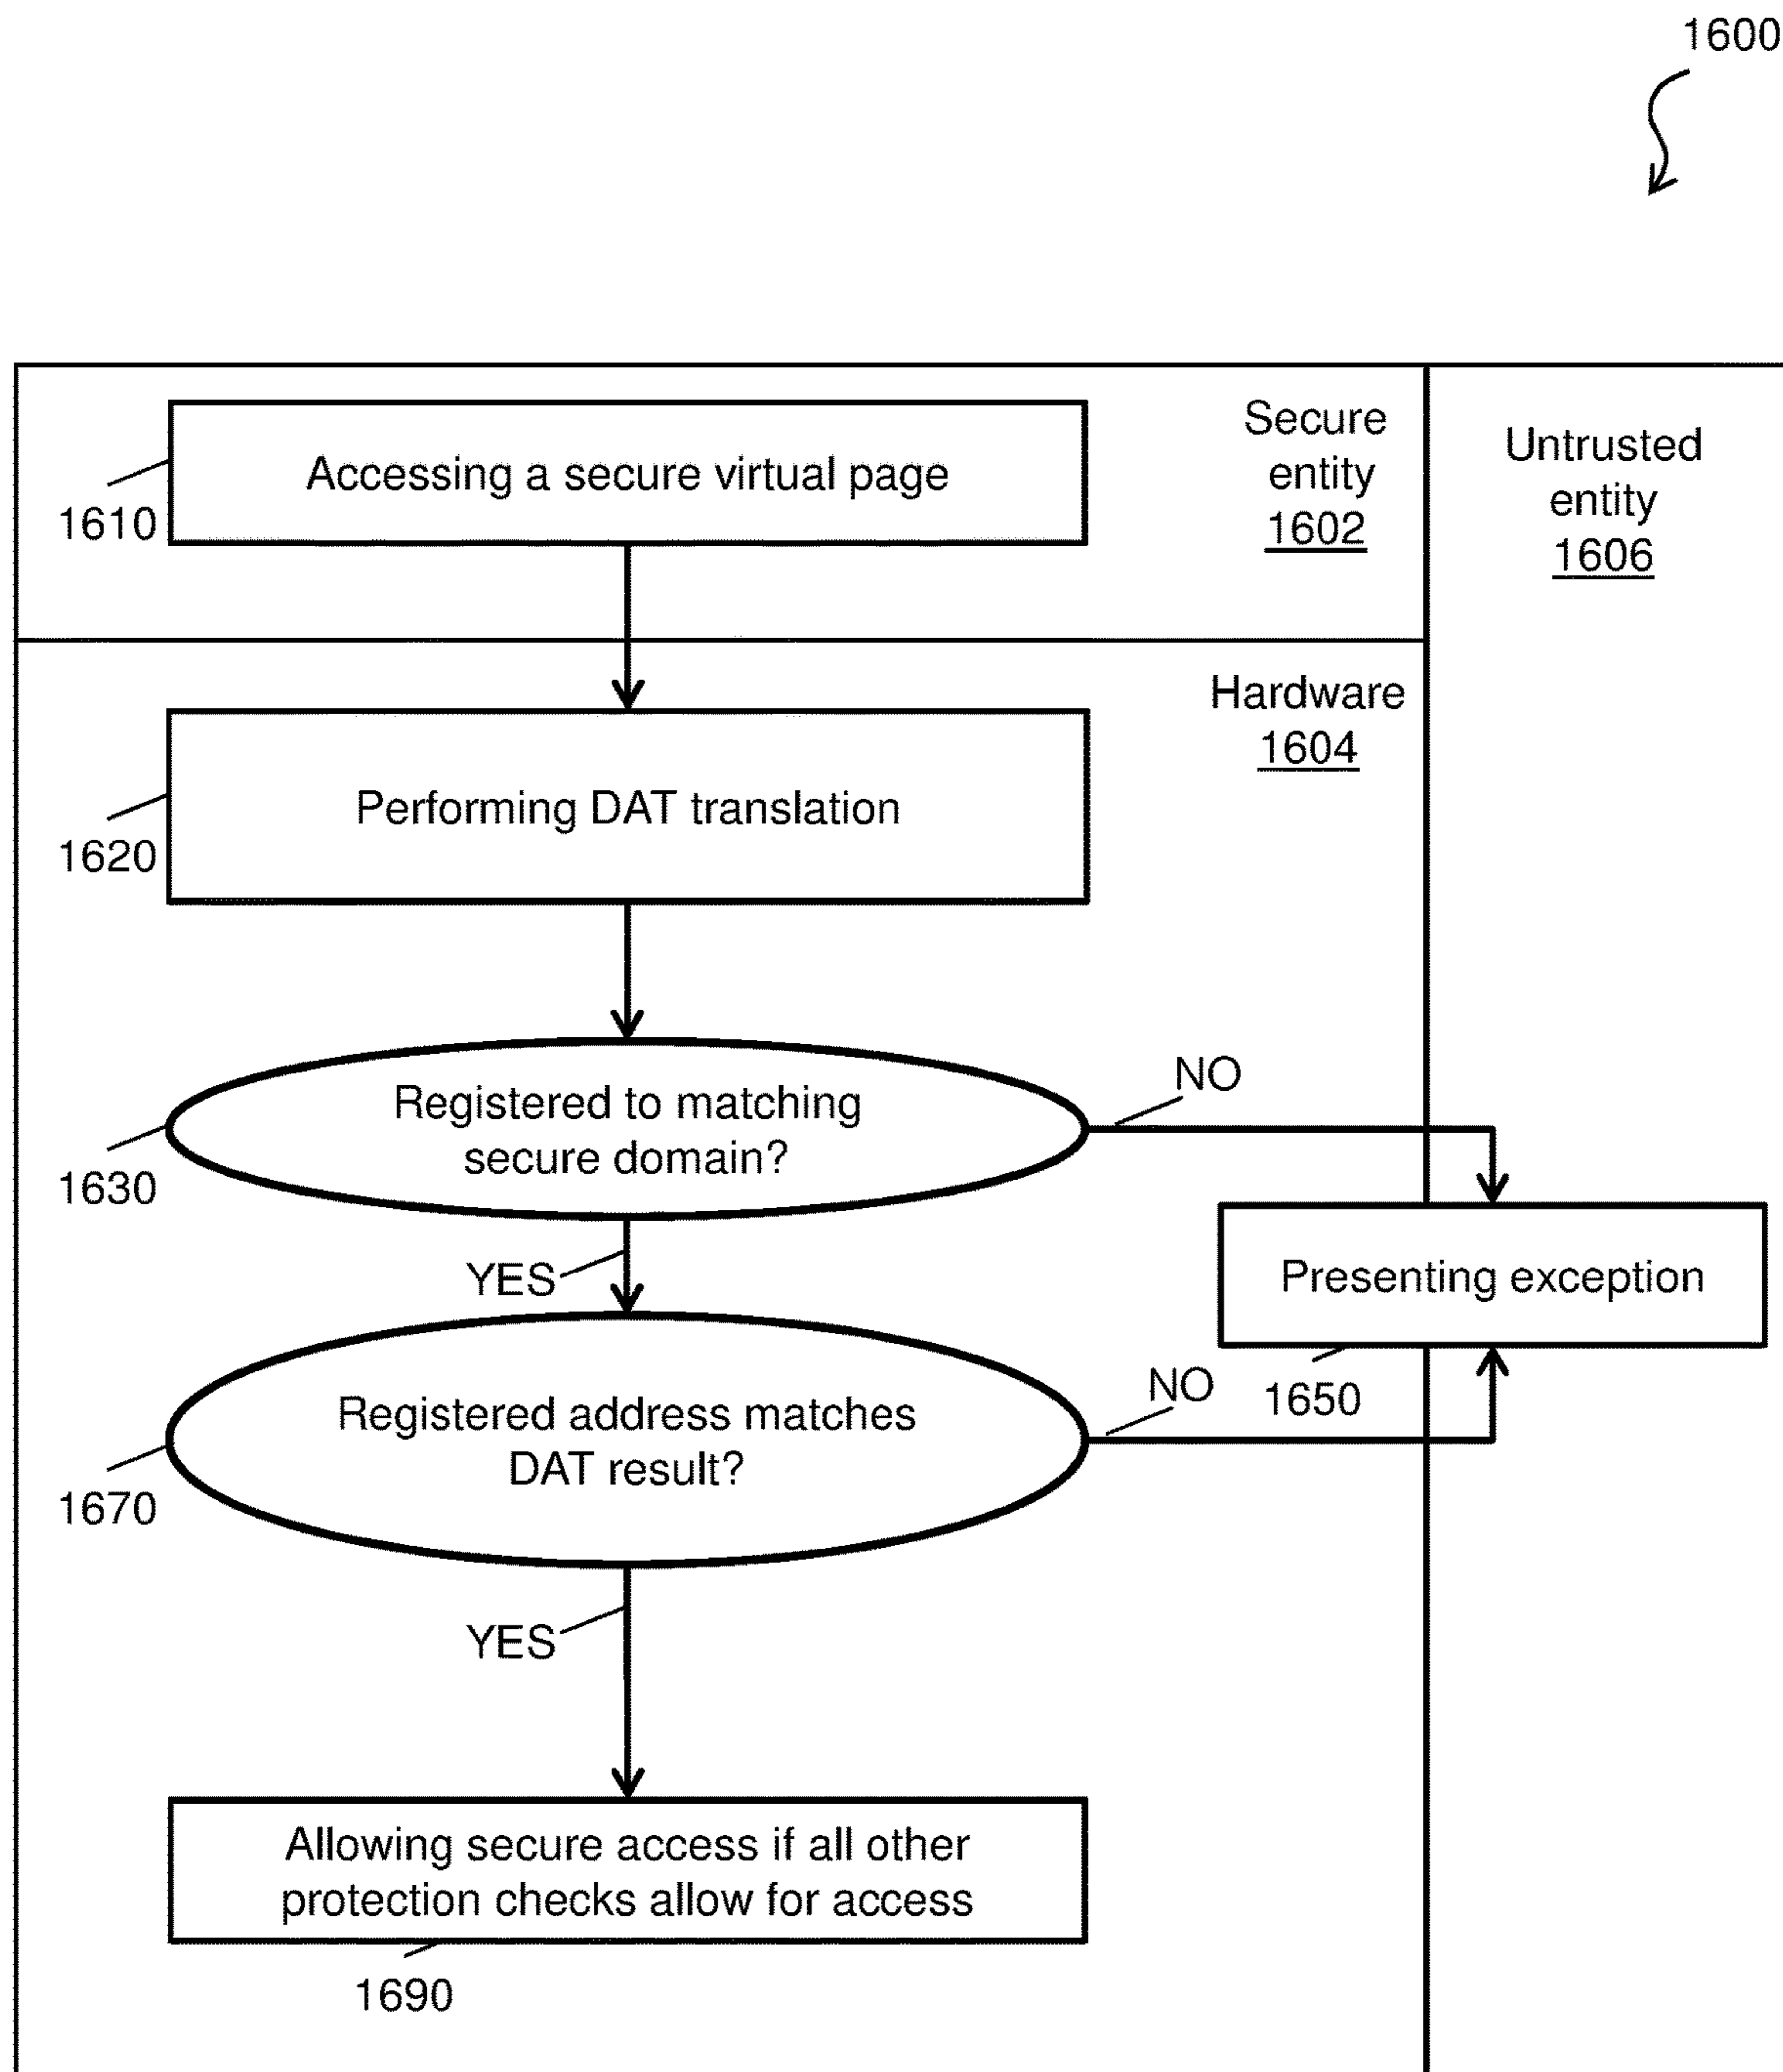 1600
Accessing a secure virtual page
1610
Secure
entity
1602
Untrusted
entity
1606
Hardware
1604
Performing DAT translation
1620
Registered to matching
secure domain?
1630
NO
YES
Presenting exception
1650
Registered address matches
DAT result?
1670
NO
YES
Allowing secure access if all other
protection checks allow for access
1690